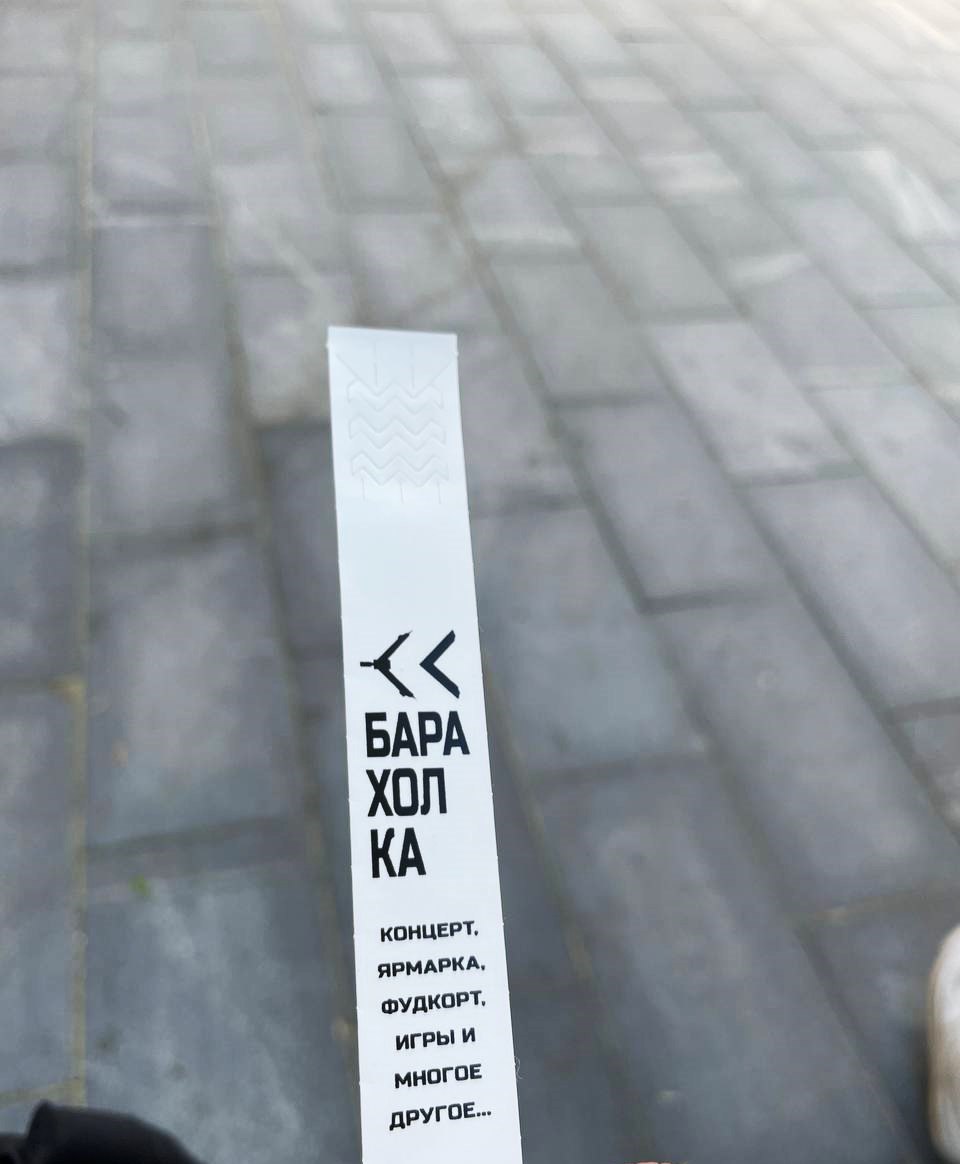 БАРА
ХОЛ
КА
КОНЦЕРТ,
ЯРМАРКА,
ФУДКОРТ,
ИГРЫ И
МНОГОЕ
ДРУГОЕ...